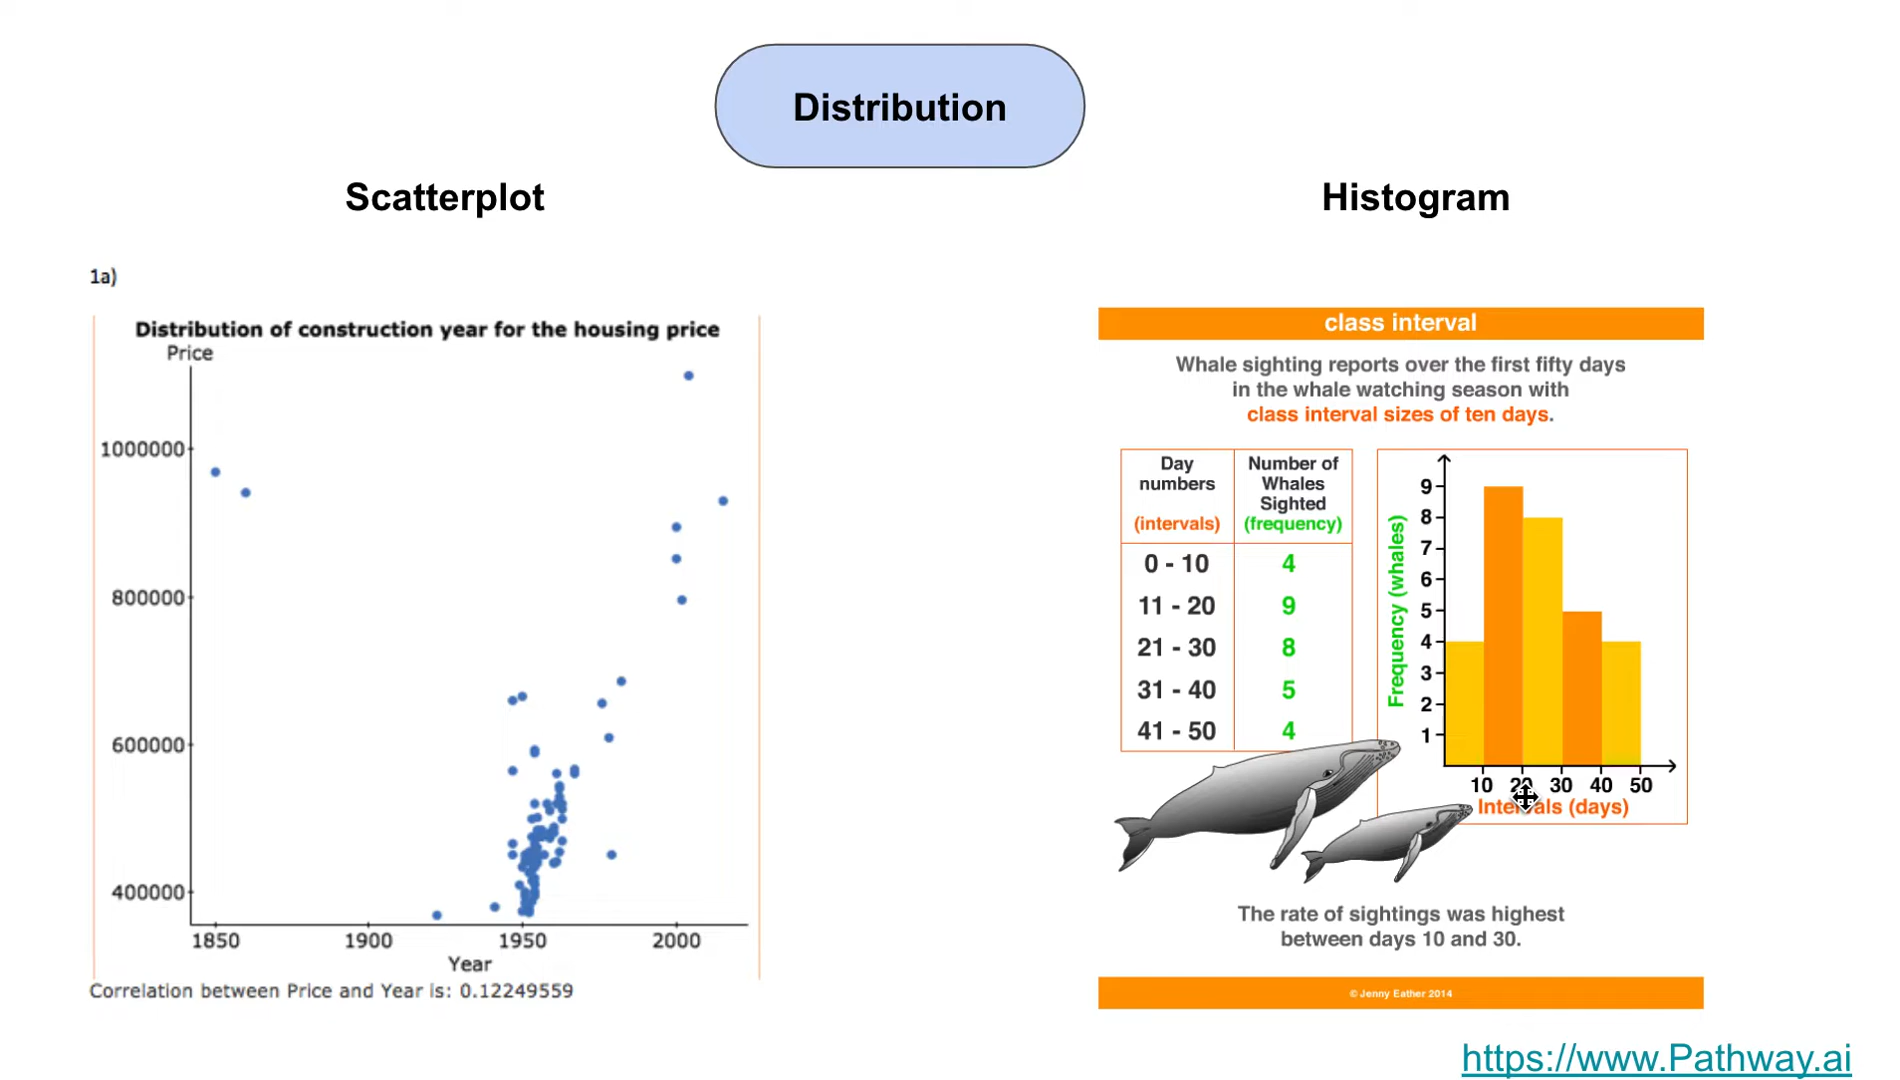 Distribution
Scatterplot
Histogram
1a)
Distribution of construction year for the housing price
Price
1000000
800000
600000
400000
1850 1900 1950 2000
Year
Correlation between Price and Year is: 0.12249559
class interval
Whale sighting reports over the first fifty days
in the whale watching season with
class interval sizes of ten days.
Day numbers (intervals)
Number of Whales Sighted (frequency)
0 - 10 4
11 - 20 9
21 - 30 8
31 - 40 5
41 - 50 4
Frequency (whales)
9
8
7
6
5
4
3
2
1
10 20 30 40 50
Intervals (days)
The rate of sightings was highest
between days 10 and 30.
© Jenny Eather 2014
https://www.Pathway.ai